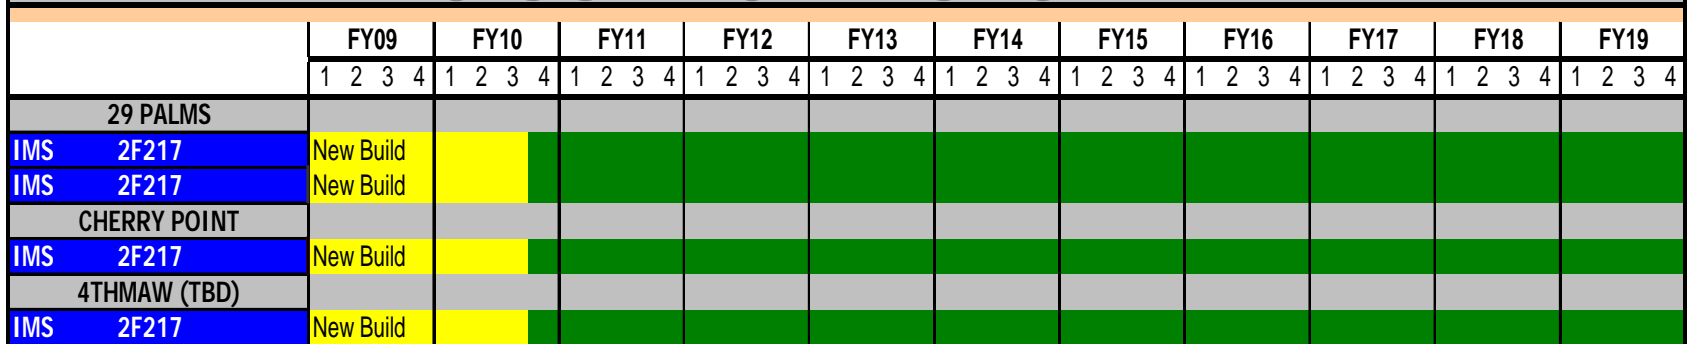 FY09 FY10 FY11 FY12 FY13 FY14 FY15 FY16 FY17 FY18 FY19
1 2 3 4 1 2 3 4 1 2 3 4 1 2 3 4 1 2 3 4 1 2 3 4 1 2 3 4 1 2 3 4 1 2 3 4 1 2 3 4 1 2 3 4
29 PALMS
IMS 2F217 New Build
IMS 2F217 New Build
CHERRY POINT
IMS 2F217 New Build
4THMAW (TBD)
IMS 2F217 New Build